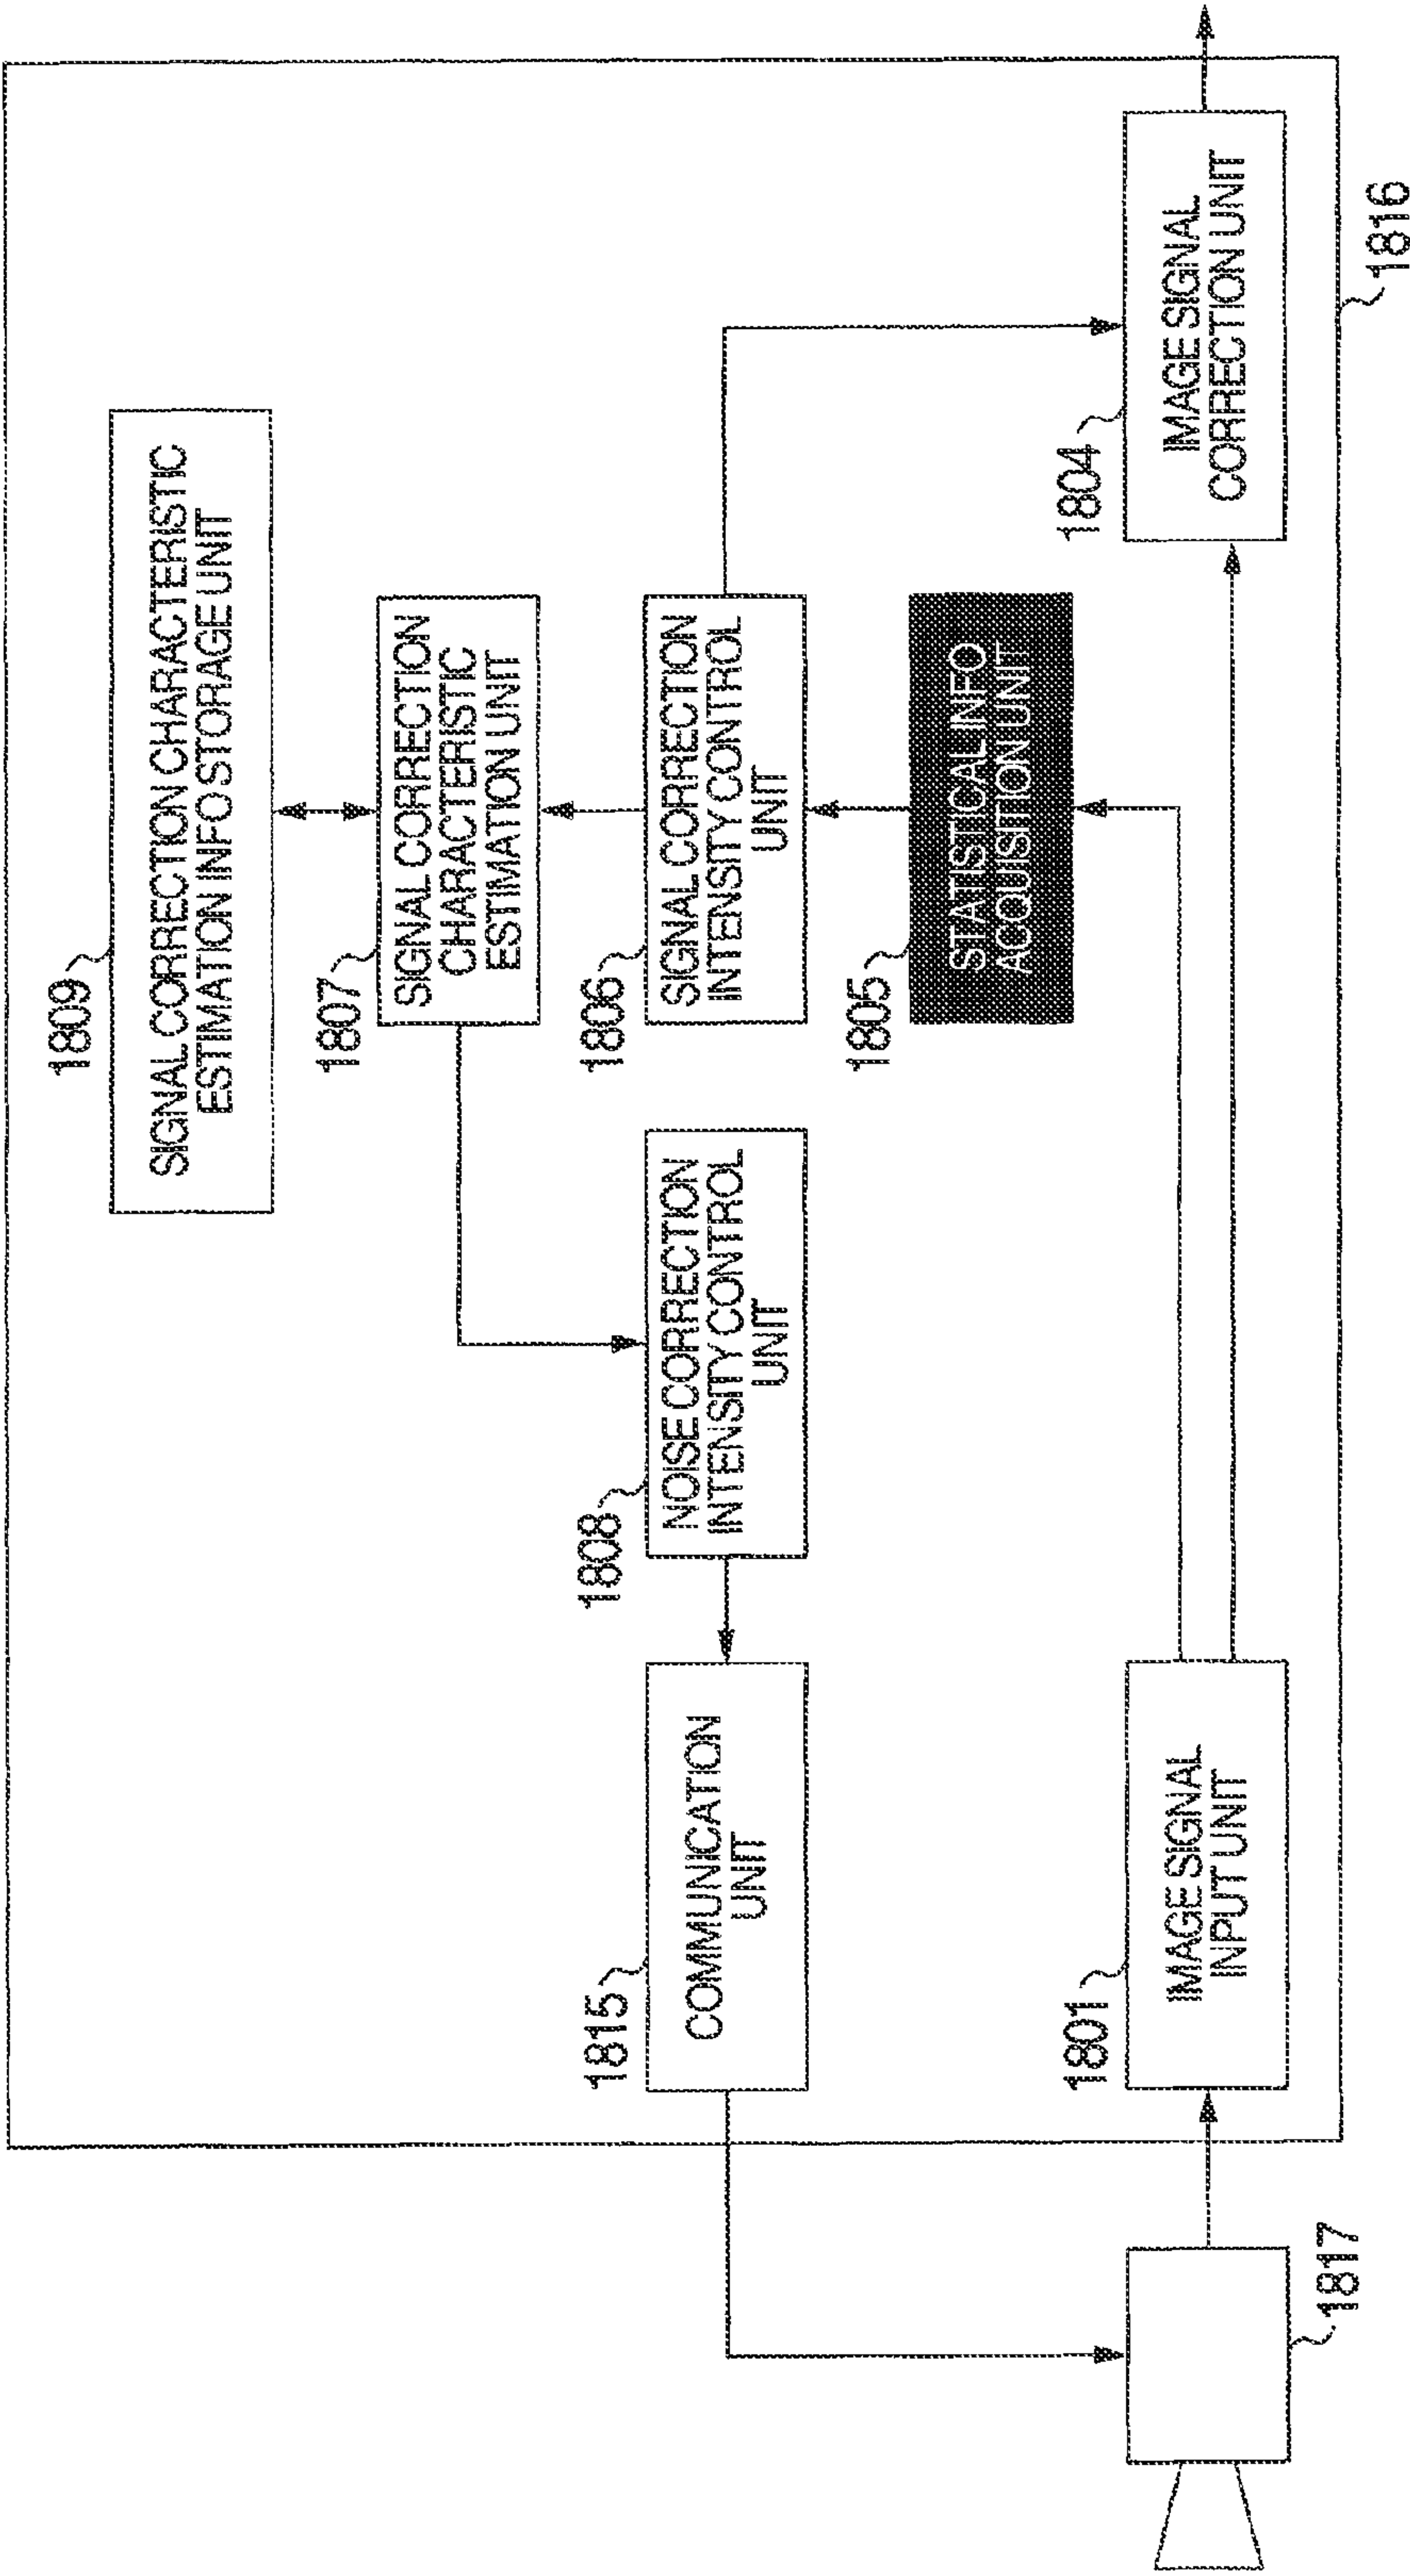 1809
SIGNAL CORRECTION CHARACTERISTIC
ESTIMATION INFO STORAGE UNIT
1807
SIGNAL CORRECTION
CHARACTERISTIC
ESTIMATION UNIT
1808
NOISE CORRECTION
INTENSITY CONTROL
UNIT
1806
SIGNAL CORRECTION
INTENSITY CONTROL
UNIT
1815
COMMUNICATION
UNIT
1805
STATISTICAL INFO
ACQUISITION UNIT
1801
IMAGE SIGNAL
INPUT UNIT
1804
IMAGE SIGNAL
CORRECTION UNIT
1817
1816